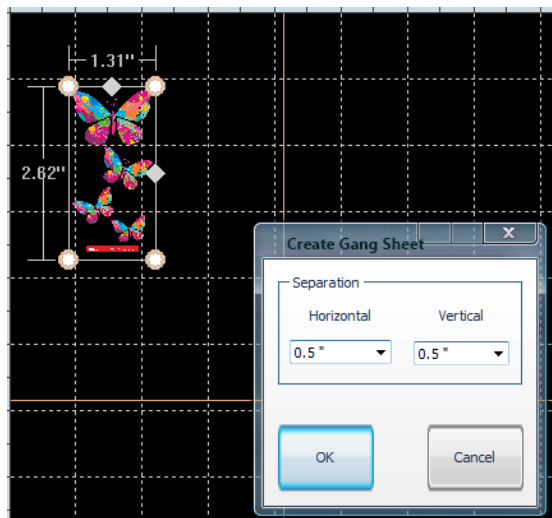 1.31"
2.62"
Create Gang Sheet
x
Separation
Horizontal Vertical
0.5 " 0.5 "
OK Cancel